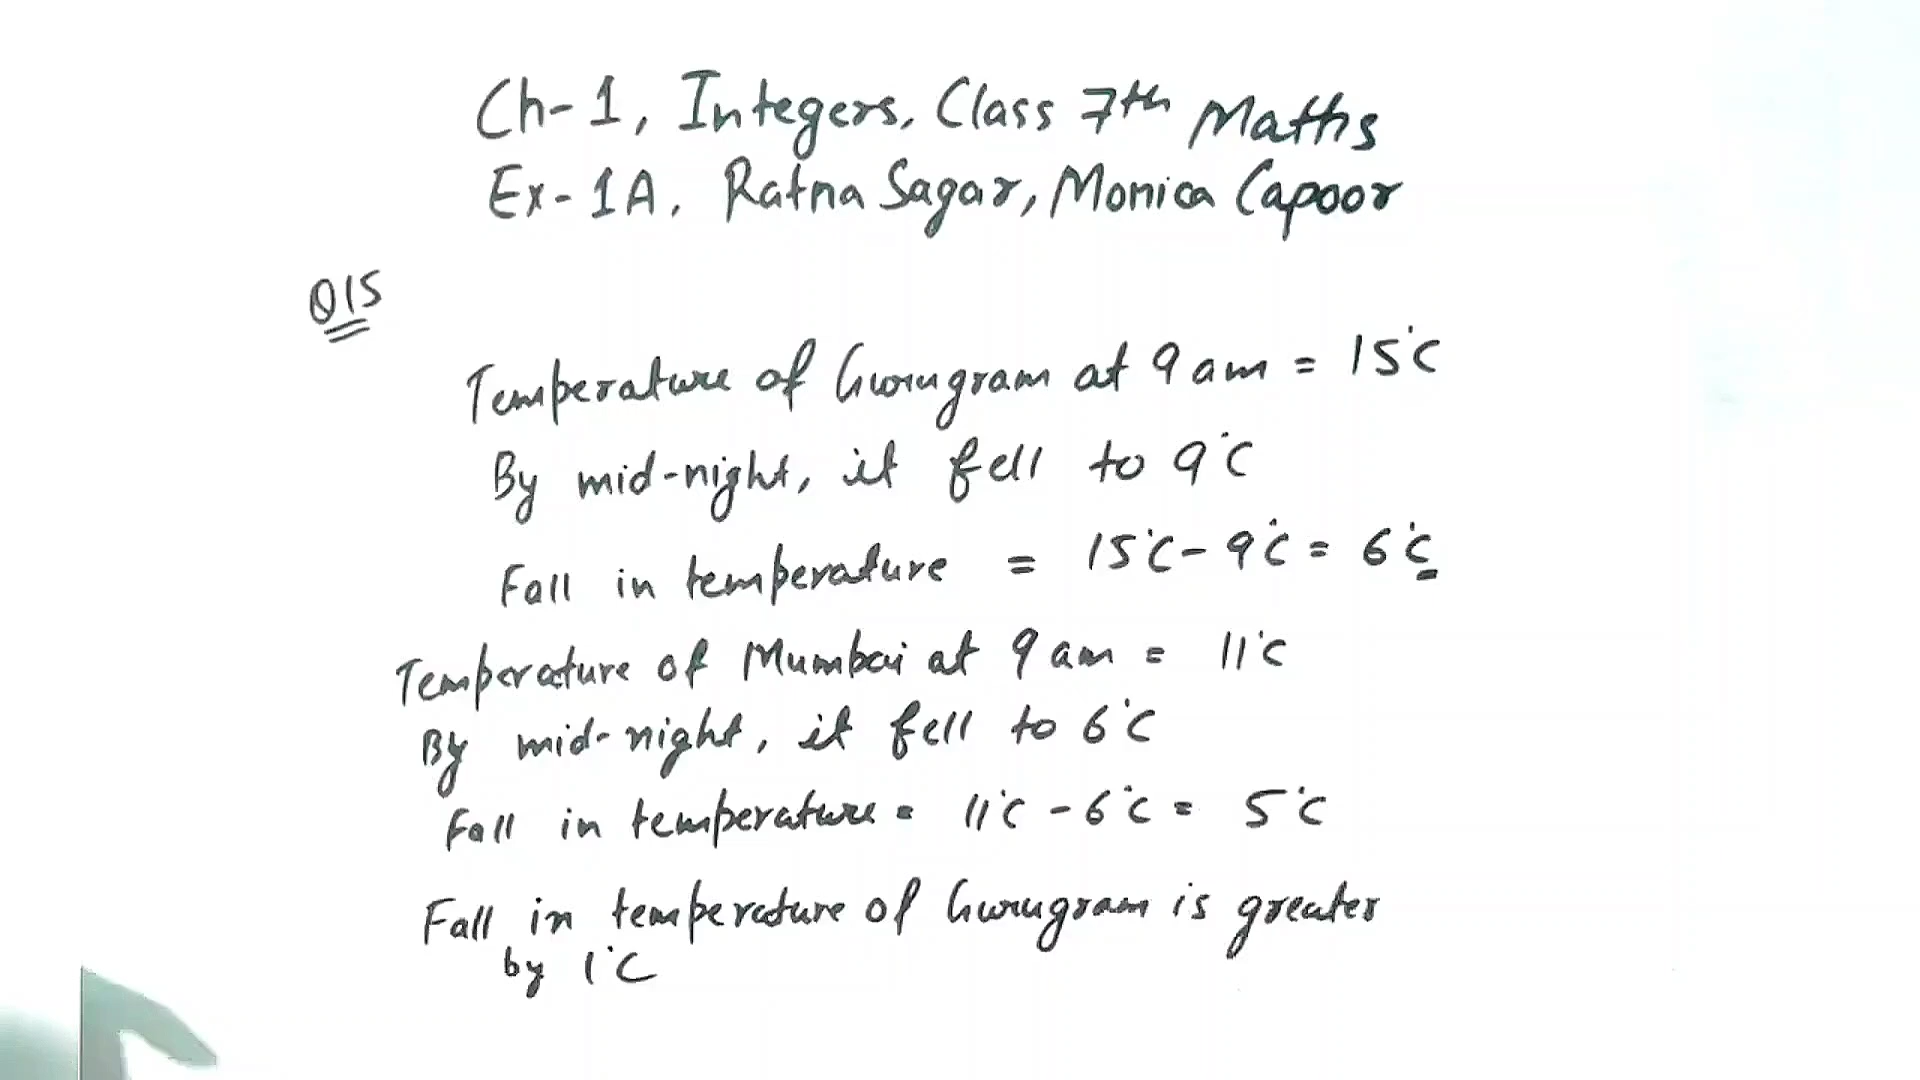 Ch-1, Integers, Class 7th Maths
Ex-1A, Ratna Sagar, Monica Capoor
Q15
Temperature of Gurugram at 9 am = 15°C
By mid-night, it fell to 9°C
Fall in temperature = 15°C - 9°C = 6°C
Temperature of Mumbai at 9 am = 11°C
By mid-night, it fell to 6°C
Fall in temperature = 11°C - 6°C = 5°C
Fall in temperature of Gurugram is greater
by 1°C